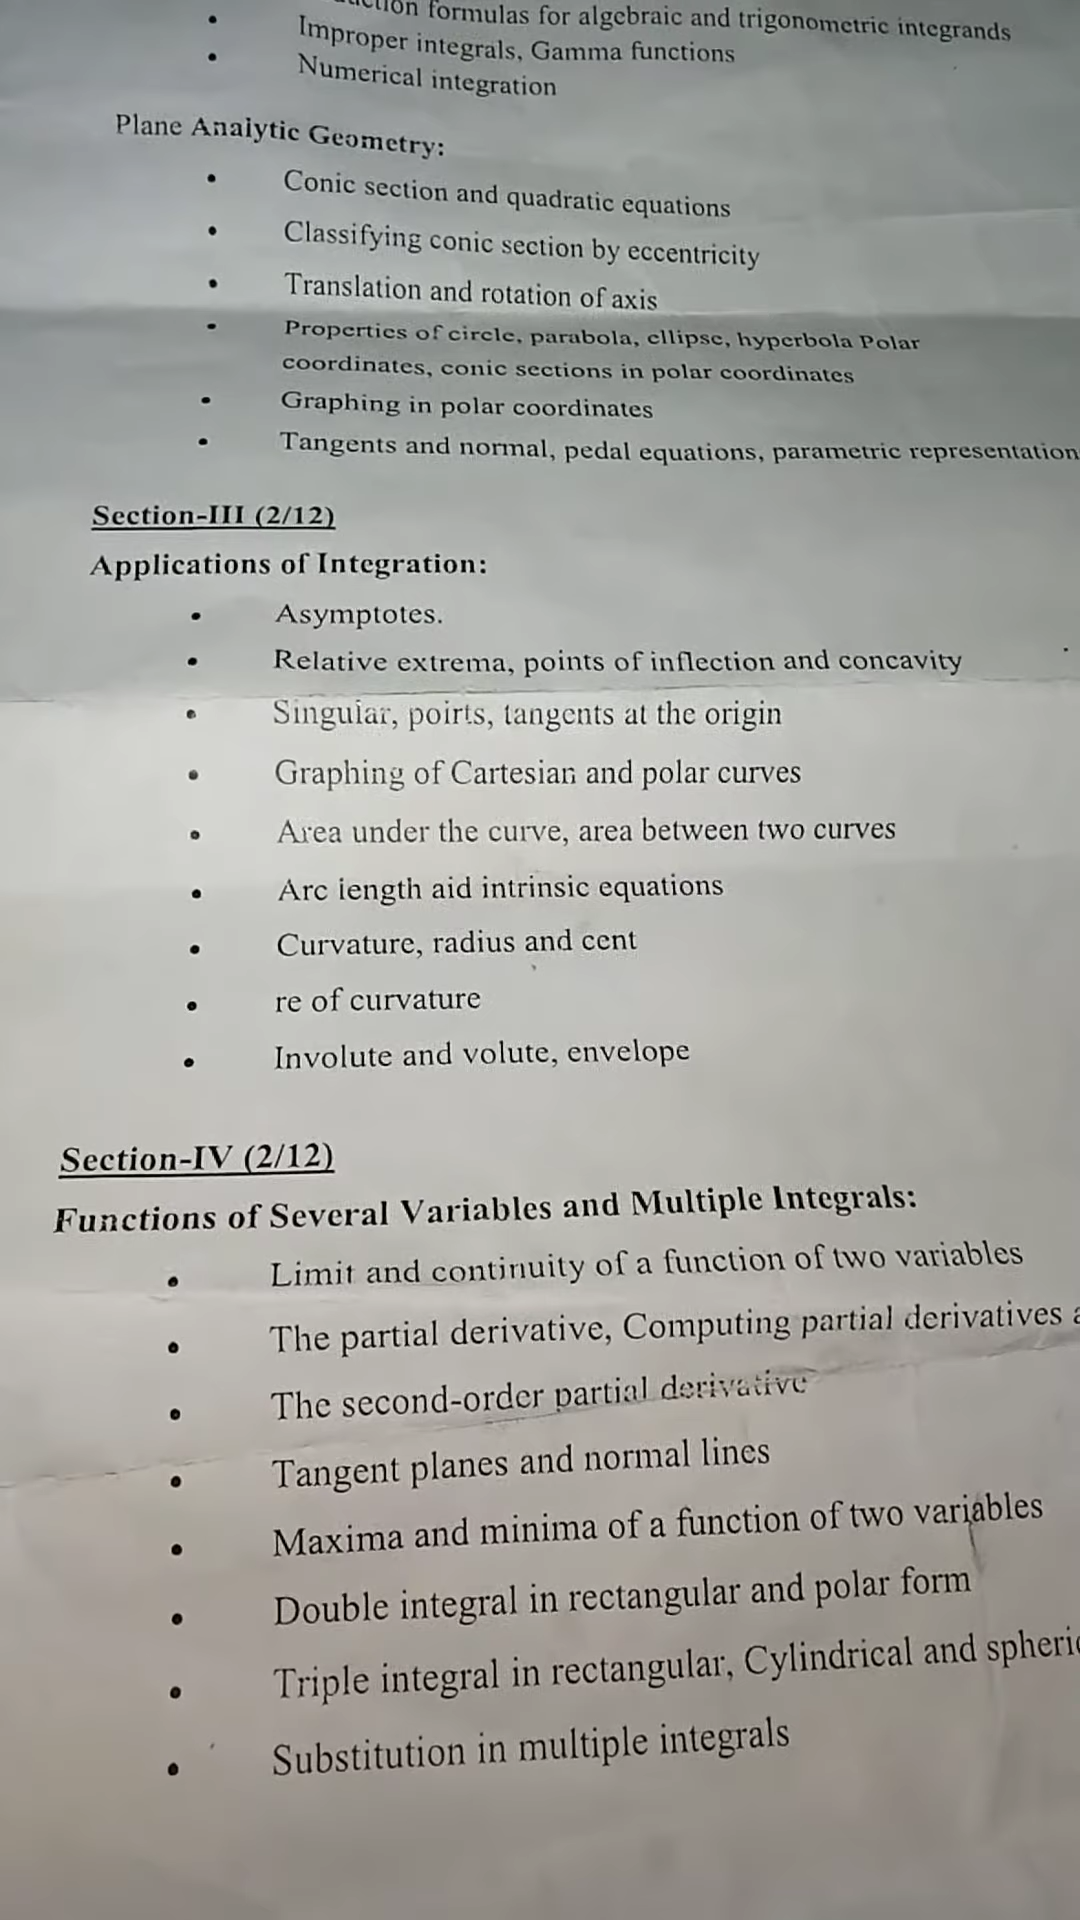 formulas for algebraic and trigonometric integrands
• Improper integrals, Gamma functions
• Numerical integration
Plane Analytic Geometry:
• Conic section and quadratic equations
• Classifying conic section by eccentricity
• Translation and rotation of axis
• Properties of circle, parabola, ellipse, hyperbola Polar
coordinates, conic sections in polar coordinates
• Graphing in polar coordinates
• Tangents and normal, pedal equations, parametric representation
Section-III (2/12)
Applications of Integration:
• Asymptotes.
• Relative extrema, points of inflection and concavity
• Singuiar, poirts, tangents at the origin
• Graphing of Cartesian and polar curves
• Area under the curve, area between two curves
• Arc iength aid intrinsic equations
• Curvature, radius and cent
• re of curvature
• Involute and volute, envelope
Section-IV (2/12)
Functions of Several Variables and Multiple Integrals:
• Limit and continuity of a function of two variables
• The partial derivative, Computing partial derivatives
• The second-order partial derivative
• Tangent planes and normal lines
• Maxima and minima of a function of two variables
• Double integral in rectangular and polar form
• Triple integral in rectangular, Cylindrical and
• Substitution in multiple integrals